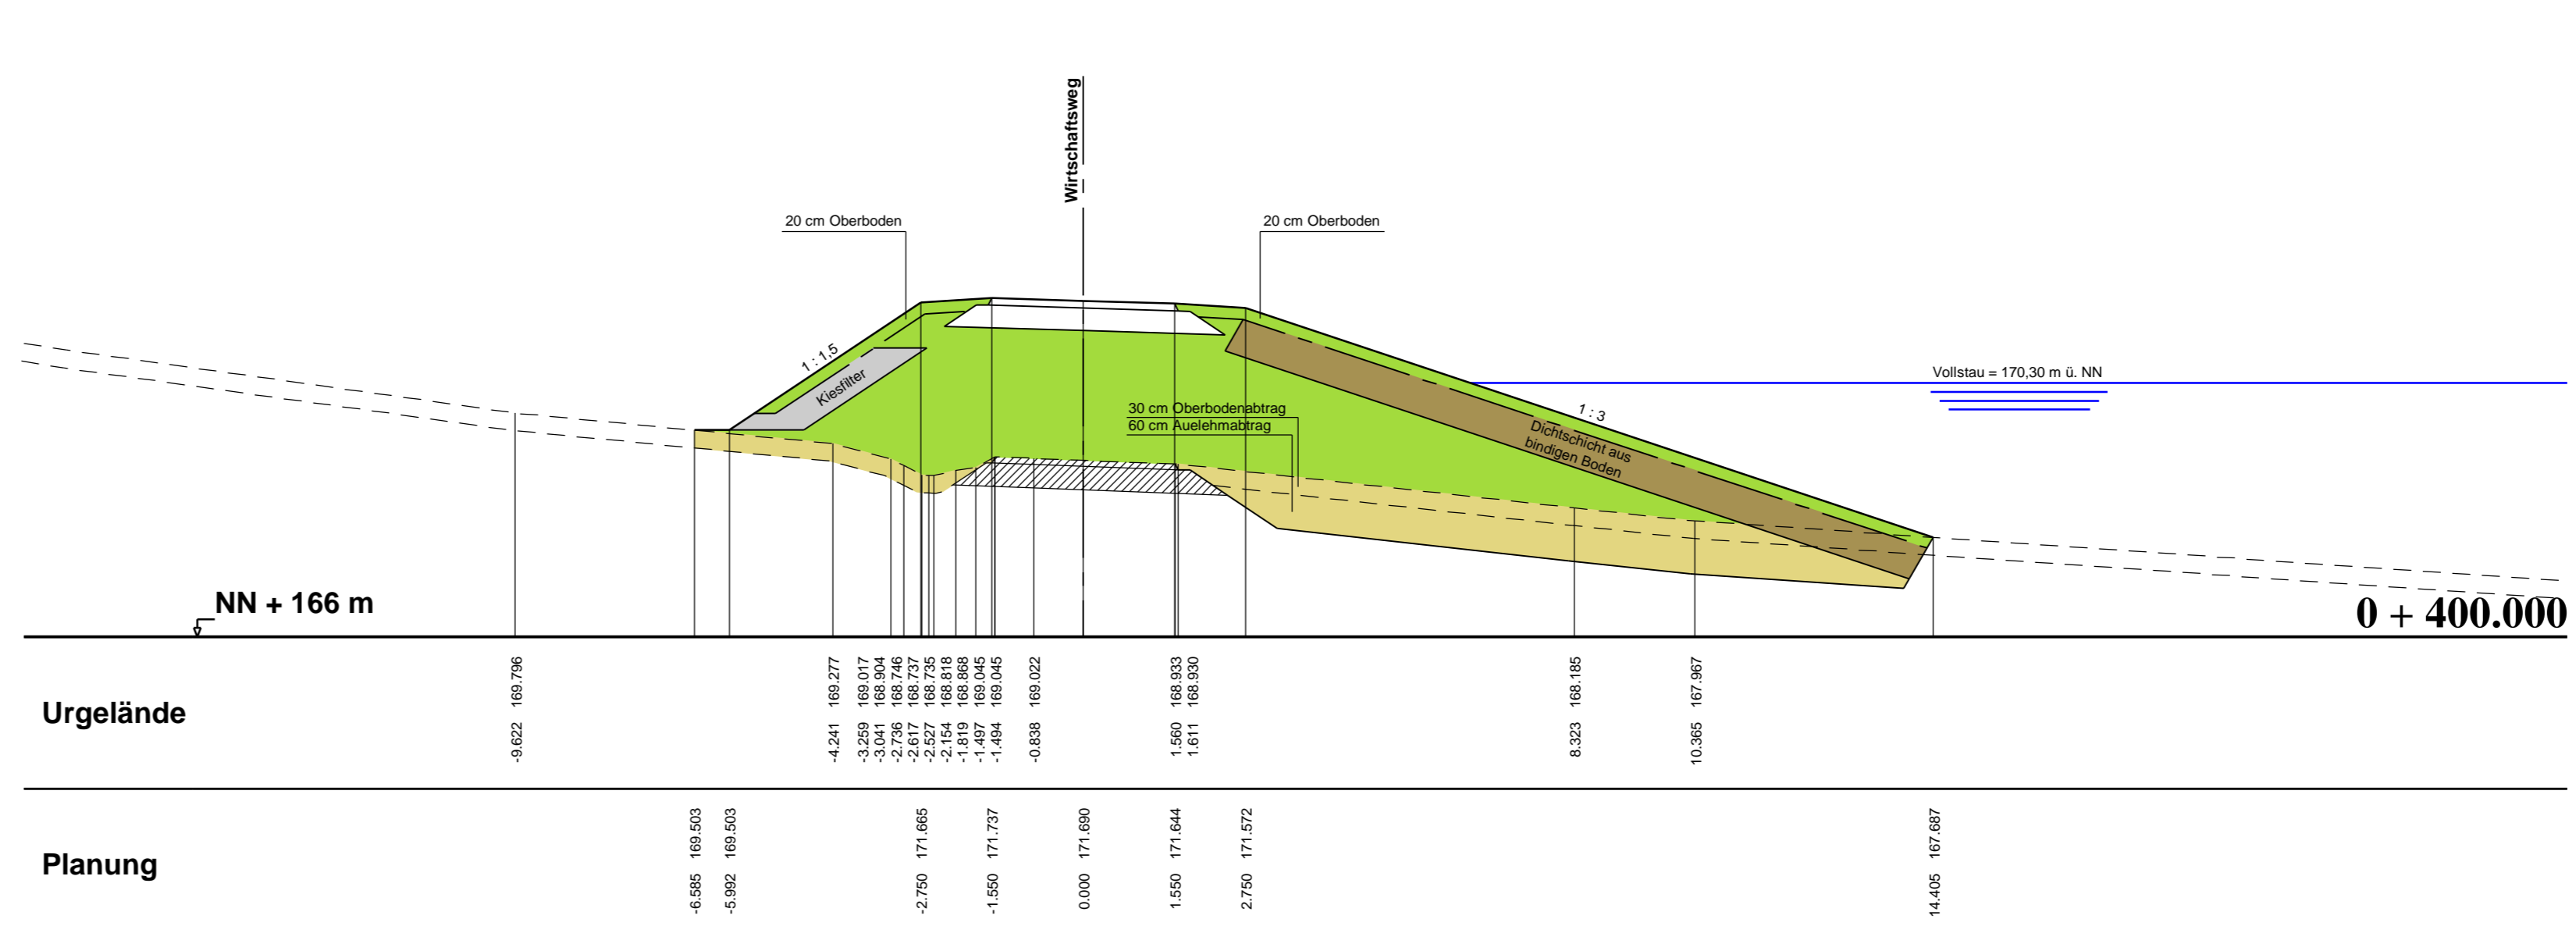 Wirtschaftsweg
20 cm Oberboden
20 cm Oberboden
1 : 1,5
Kiesfilter
Vollstau = 170,30 m ü. NN
30 cm Oberbodenabtrag
60 cm Auelehmabtrag
1 : 3
Dichtschicht aus
bindigen Boden
NN + 166 m
0 + 400.000
Urgelände
-9.622 169.796
-4.241 169.277
-3.259 169.017
-3.041 168.904
-2.736 168.746
-2.617 168.737
-2.527 168.735
-2.154 168.818
-1.819 168.868
-1.497 169.045
-1.494 169.045
-0.838 169.022
1.560 168.933
1.611 168.930
8.323 168.185
10.365 167.967
Planung
-6.585 169.503
-5.992 169.503
-2.750 171.665
-1.550 171.737
0.000 171.690
1.550 171.644
2.750 171.572
14.405 167.687